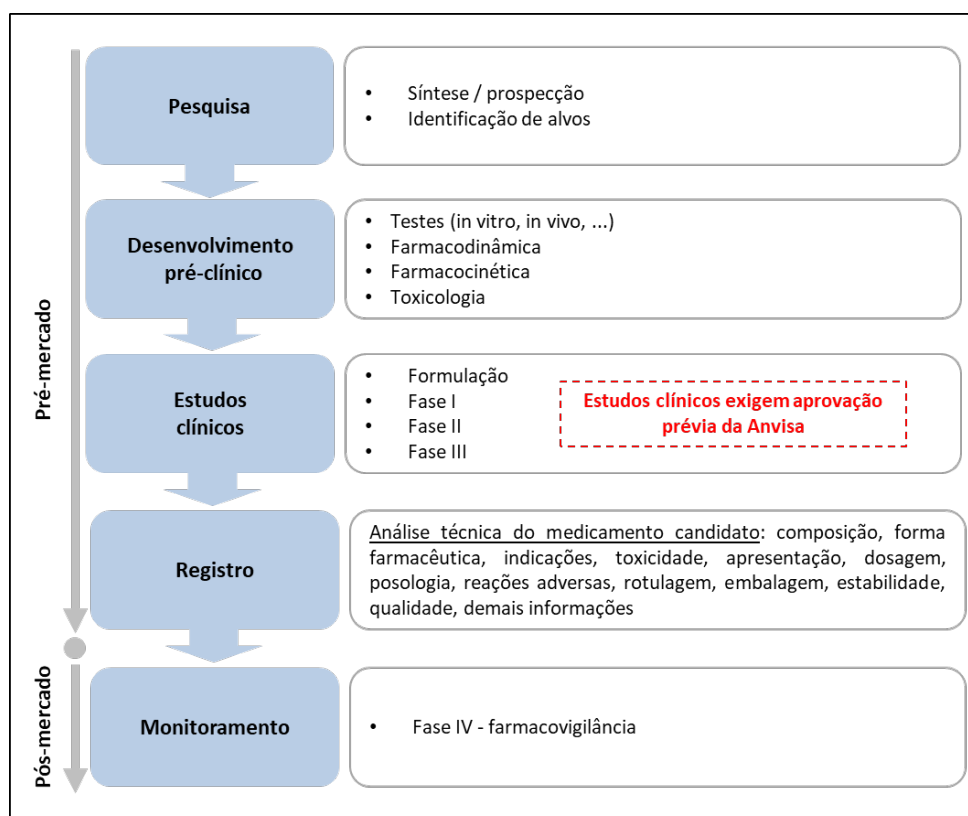 Pré-mercado
Pesquisa
• Síntese / prospecção
• Identificação de alvos
Desenvolvimento
pré-clínico
• Testes (in vitro, in vivo, ...)
• Farmacodinâmica
• Farmacocinética
• Toxicologia
Estudos
clínicos
• Formulação
• Fase I
• Fase II
• Fase III
Estudos clínicos exigem aprovação
prévia da Anvisa
Registro
Análise técnica do medicamento candidato: composição, forma
farmacêutica, indicações, toxicidade, apresentação, dosagem,
posologia, reações adversas, rotulagem, embalagem, estabilidade,
qualidade, demais informações
Pós-mercado
Monitoramento
• Fase IV - farmacovigilância